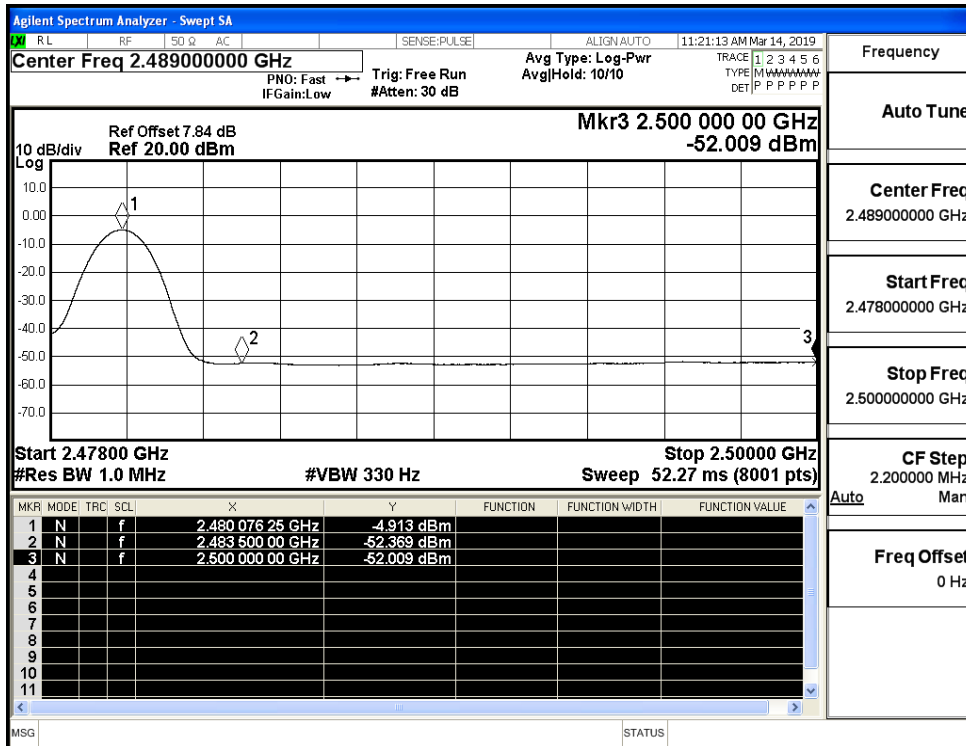 Agilent Spectrum Analyzer - Swept SA
LXI RL RF 50 Ω AC SENSE:PULSE ALIGN AUTO 11:21:13 AM Mar 14, 2019
Center Freq 2.489000000 GHz
PNO: Fast
IFGain:Low
Trig: Free Run
#Atten: 30 dB
Avg Type: Log-Pwr
Avg|Hold: 10/10
TRACE 1 2 3 4 5 6
TYPE M WWWWW
DET P P P P P P
Ref Offset 7.84 dB
10 dB/div Ref 20.00 dBm
Log
Mkr3 2.500 000 00 GHz
-52.009 dBm
10.0
0.00
-10.0
-20.0
-30.0
-40.0
-50.0
-60.0
-70.0
1
2
3
Start 2.47800 GHz Stop 2.50000 GHz
#Res BW 1.0 MHz #VBW 330 Hz Sweep 52.27 ms (8001 pts)
MKR MODE TRC SCL X Y FUNCTION FUNCTION WIDTH FUNCTION VALUE
1 N f 2.480 076 25 GHz -4.913 dBm
2 N f 2.483 500 00 GHz -52.369 dBm
3 N f 2.500 000 00 GHz -52.009 dBm
4
5
6
7
8
9
10
11
MSG STATUS
Frequency
Auto Tune
Center Freq
2.489000000 GHz
Start Freq
2.478000000 GHz
Stop Freq
2.500000000 GHz
CF Step
2.200000 MHz
Auto Man
Freq Offset
0 Hz